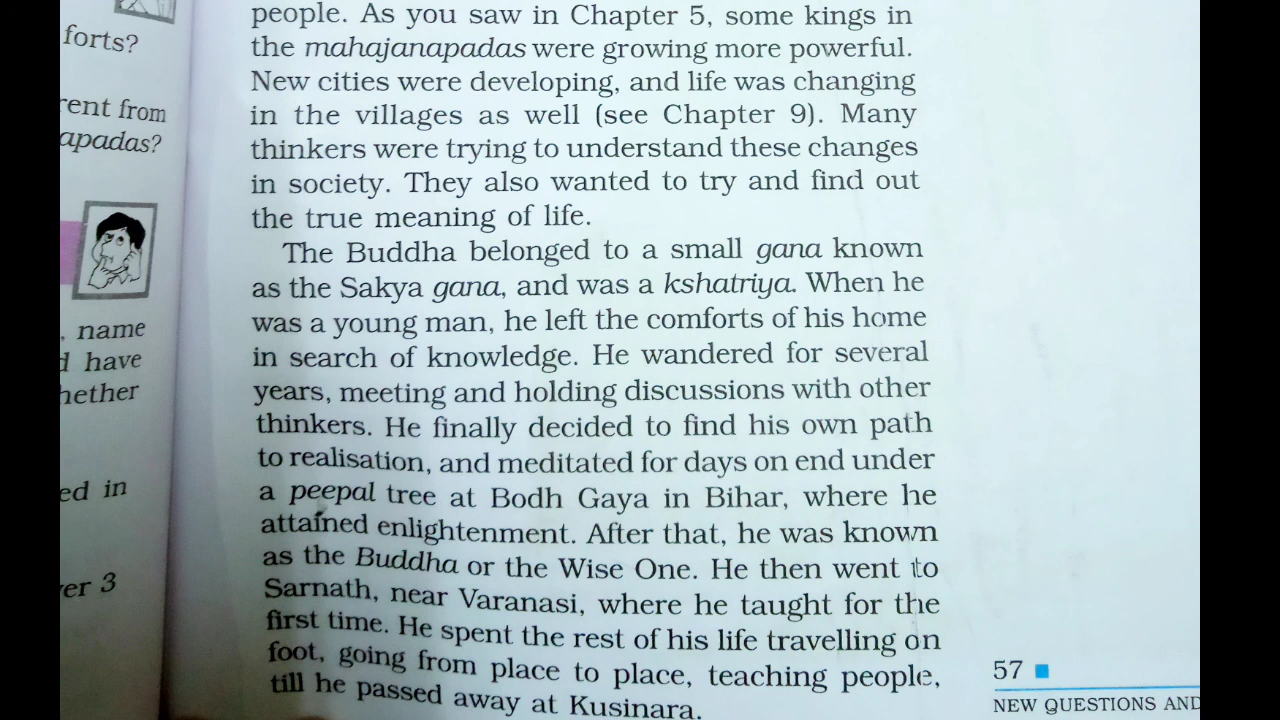 forts?
rent from
apadas?
, name
d have
hether
ed in
er 3
people. As you saw in Chapter 5, some kings in
the mahajanapadas were growing more powerful.
New cities were developing, and life was changing
in the villages as well (see Chapter 9). Many
thinkers were trying to understand these changes
in society. They also wanted to try and find out
the true meaning of life.
The Buddha belonged to a small gana known
as the Sakya gana, and was a kshatriya. When he
was a young man, he left the comforts of his home
in search of knowledge. He wandered for several
years, meeting and holding discussions with other
thinkers. He finally decided to find his own path
to realisation, and meditated for days on end under
a peepal tree at Bodh Gaya in Bihar, where he
attained enlightenment. After that, he was known
as the Buddha or the Wise One. He then went to
Sarnath, near Varanasi, where he taught for the
first time. He spent the rest of his life travelling on
foot, going from place to place, teaching people,
till he passed away at Kusinara.
57
NEW QUESTIONS AND